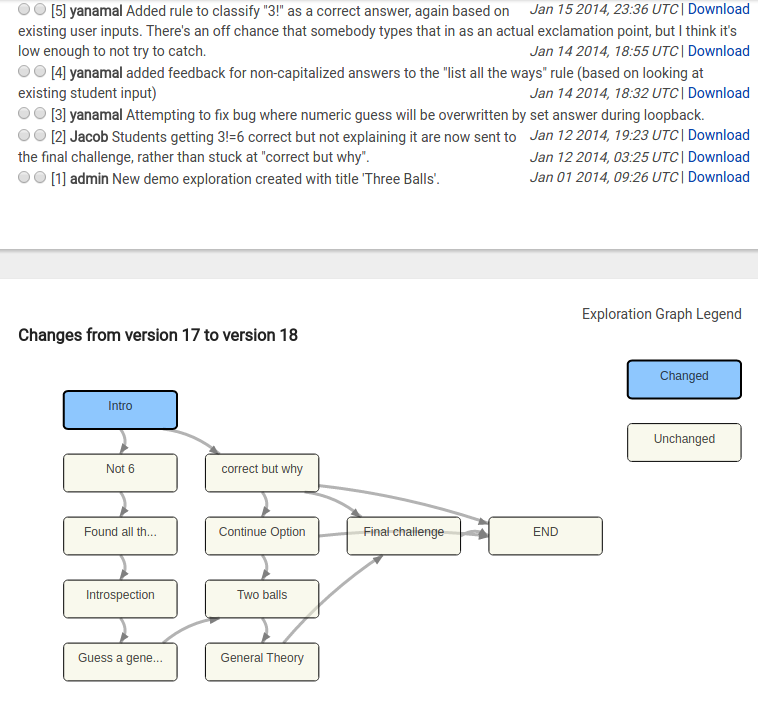 [5] yanamal Added rule to classify "3!" as a correct answer, again based on Jan 15 2014, 23:36 UTC | Download
existing user inputs. There's an off chance that somebody types that in as an actual exclamation point, but I think it's
low enough to not try to catch. Jan 14 2014, 18:55 UTC | Download
[4] yanamal added feedback for non-capitalized answers to the "list all the ways" rule (based on looking at
existing student input) Jan 14 2014, 18:32 UTC | Download
[3] yanamal Attempting to fix bug where numeric guess will be overwritten by set answer during loopback.
[2] Jacob Students getting 3!=6 correct but not explaining it are now sent to Jan 12 2014, 19:23 UTC | Download
the final challenge, rather than stuck at "correct but why". Jan 12 2014, 03:25 UTC | Download
[1] admin New demo exploration created with title 'Three Balls'. Jan 01 2014, 09:26 UTC | Download
Exploration Graph Legend
Changes from version 17 to version 18
Changed
Intro
Unchanged
Not 6
correct but why
Found all th...
Continue Option
Final challenge
END
Introspection
Two balls
Guess a gene...
General Theory